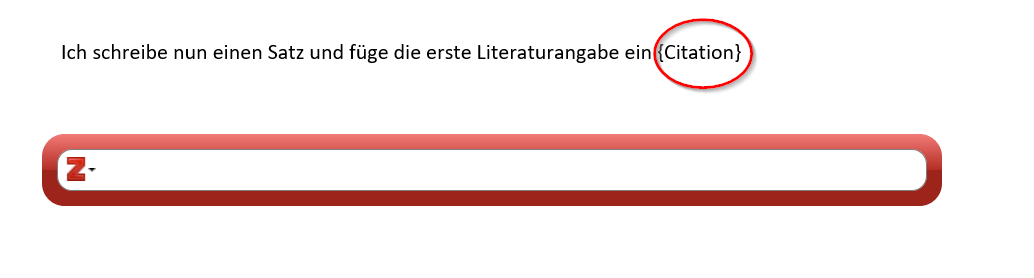 Ich schreibe nun einen Satz und füge die erste Literaturangabe ein {Citation}
Z